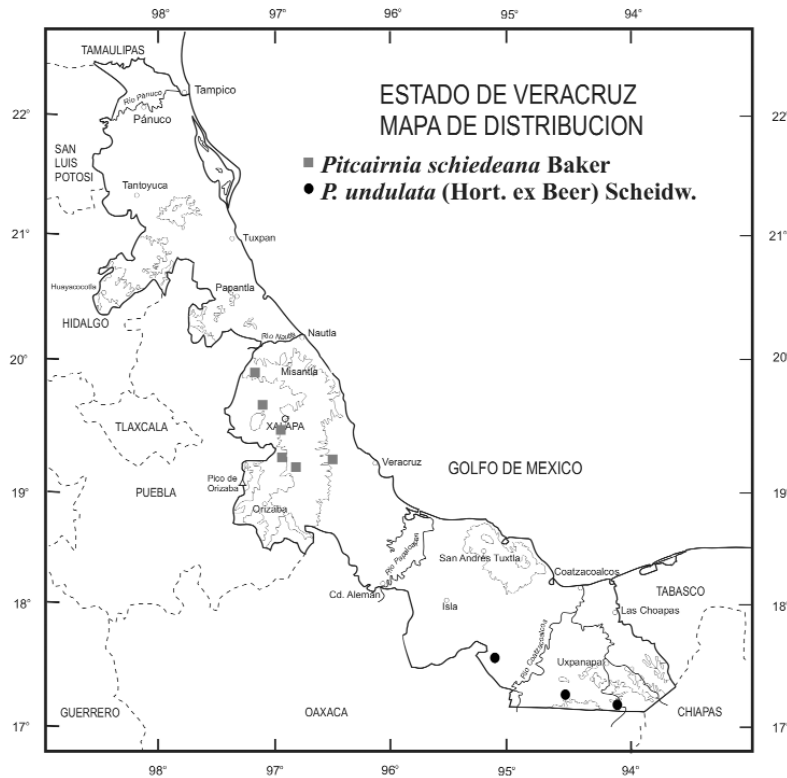 98° 97° 96° 95° 94°
TAMAULIPAS
Tampico
Río Pánuco
Pánuco
22° 22°
ESTADO DE VERACRUZ
MAPA DE DISTRIBUCION
SAN
LUIS
POTOSI
Pitcairnia schiedeana Baker
P. undulata (Hort. ex Beer) Scheidw.
Tantoyuca
21° 21°
Tuxpan
Huayacocotla
Papantla
HIDALGO
Río Nautla
Nautla
20° 20°
Misantla
TLAXCALA
XALAPA
Veracruz
GOLFO DE MEXICO
Pico de
Orizaba
PUEBLA
19° 19°
Orizaba
Río Papaloapan
San Andrés Tuxtla
Coatzacoalcos
Cd. Alemán
TABASCO
18° 18°
Isla
Las Choapas
Río Coatzacoalcos
Uxpanapa
GUERRERO
OAXACA
CHIAPAS
17° 17°
98° 97° 96° 95° 94°